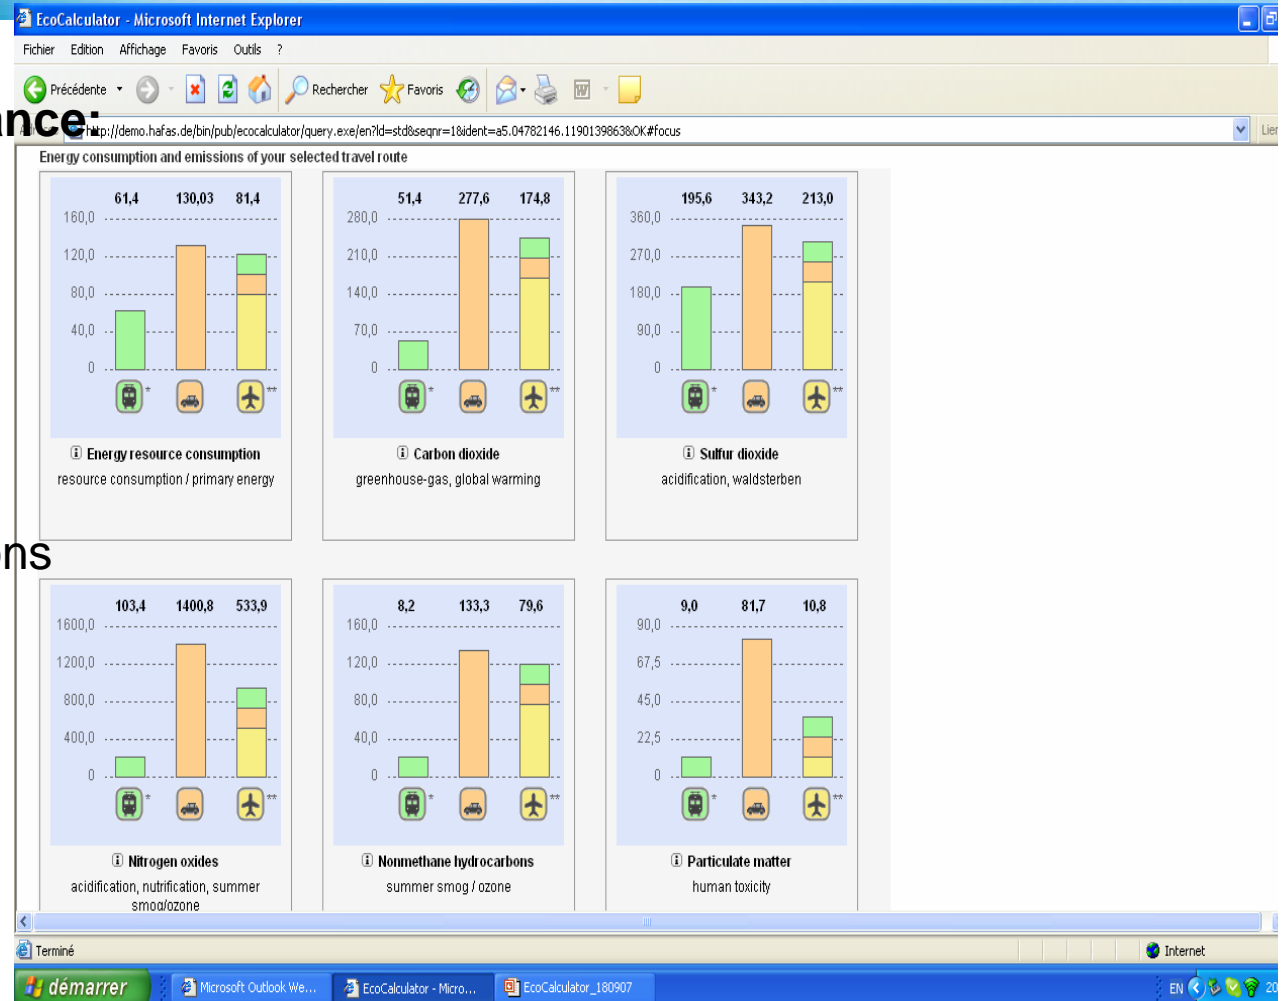 EcoCalculator - Microsoft Internet Explorer
Fichier Edition Affichage Favoris Outils ?
Précédente Rechercher Favoris
ance:
http://demo.hafas.de/bin/pub/ecocalculator/query.exe/en?ld=std&seqnr=1&ident=a5.04782146.1190139863&OK#focus
Lien
Energy consumption and emissions of your selected travel route
61,4 130,03 81,4
160,0
120,0
80,0
40,0
0
* **
Energy resource consumption
resource consumption / primary energy
51,4 277,6 174,8
280,0
210,0
140,0
70,0
0
* **
Carbon dioxide
greenhouse-gas, global warming
195,6 343,2 213,0
360,0
270,0
180,0
90,0
0
* **
Sulfur dioxide
acidification, waldsterben
ns
103,4 1400,8 533,9
1600,0
1200,0
800,0
400,0
0
* **
Nitrogen oxides
acidification, nutrification, summer
smog/ozone
8,2 133,3 79,6
160,0
120,0
80,0
40,0
0
* **
Nonmethane hydrocarbons
summer smog / ozone
9,0 81,7 10,8
90,0
67,5
45,0
22,5
0
* **
Particulate matter
human toxicity
Terminé Internet
démarrer Microsoft Outlook We... EcoCalculator - Micro... EcoCalculator_180907 EN 20